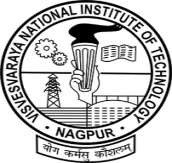 VISVESVARAYA NATIONAL INSTITUTE OF TECHNOLOGY
• NAGPUR •
योगः कर्मसु कौशलम्